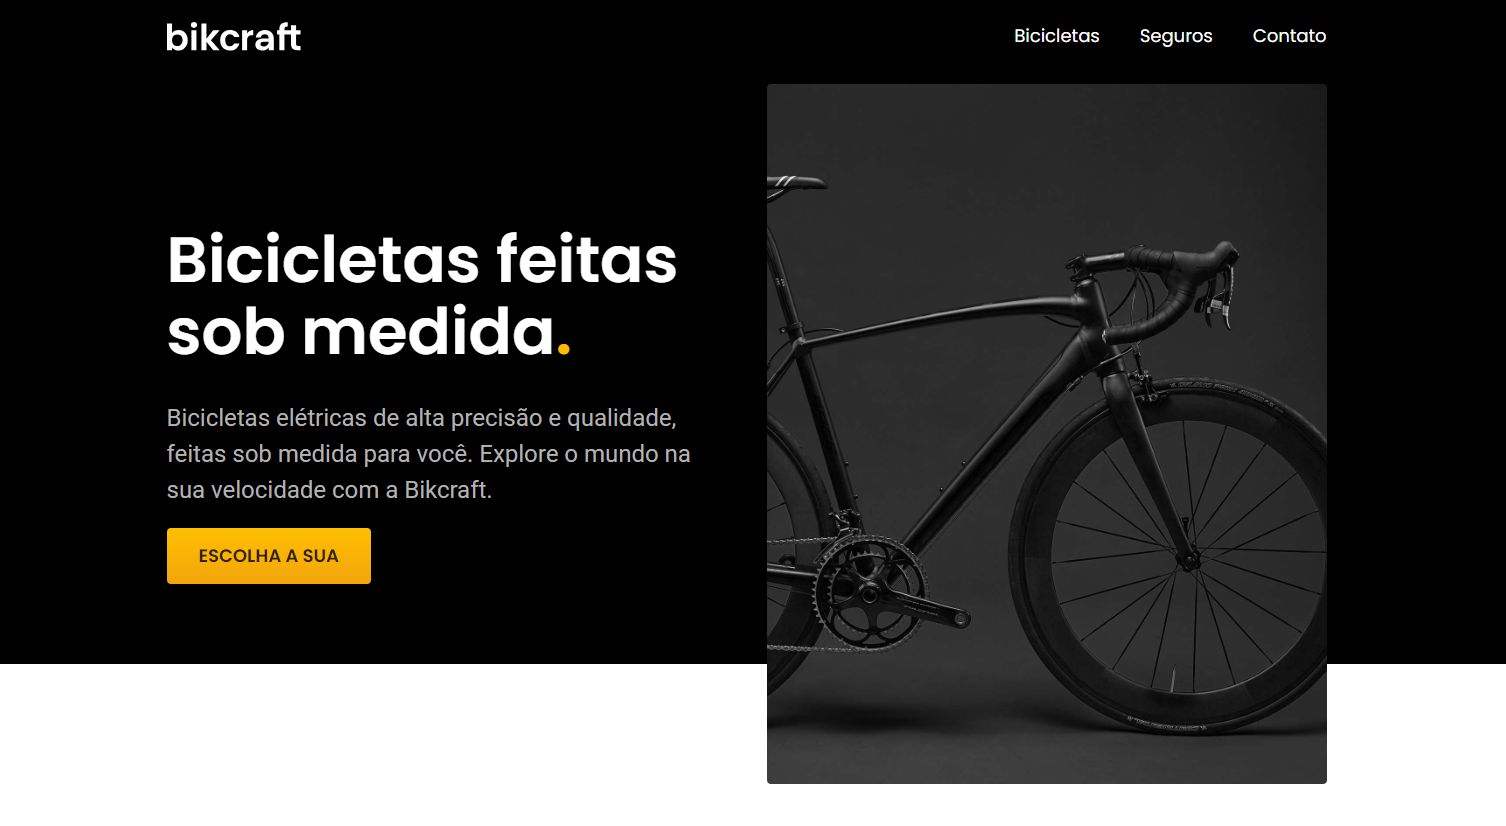 bikcraft
Bicicletas Seguros Contato
Bicicletas feitas
sob medida.
Bicicletas elétricas de alta precisão e qualidade,
feitas sob medida para você. Explore o mundo na
sua velocidade com a Bikcraft.
ESCOLHA A SUA